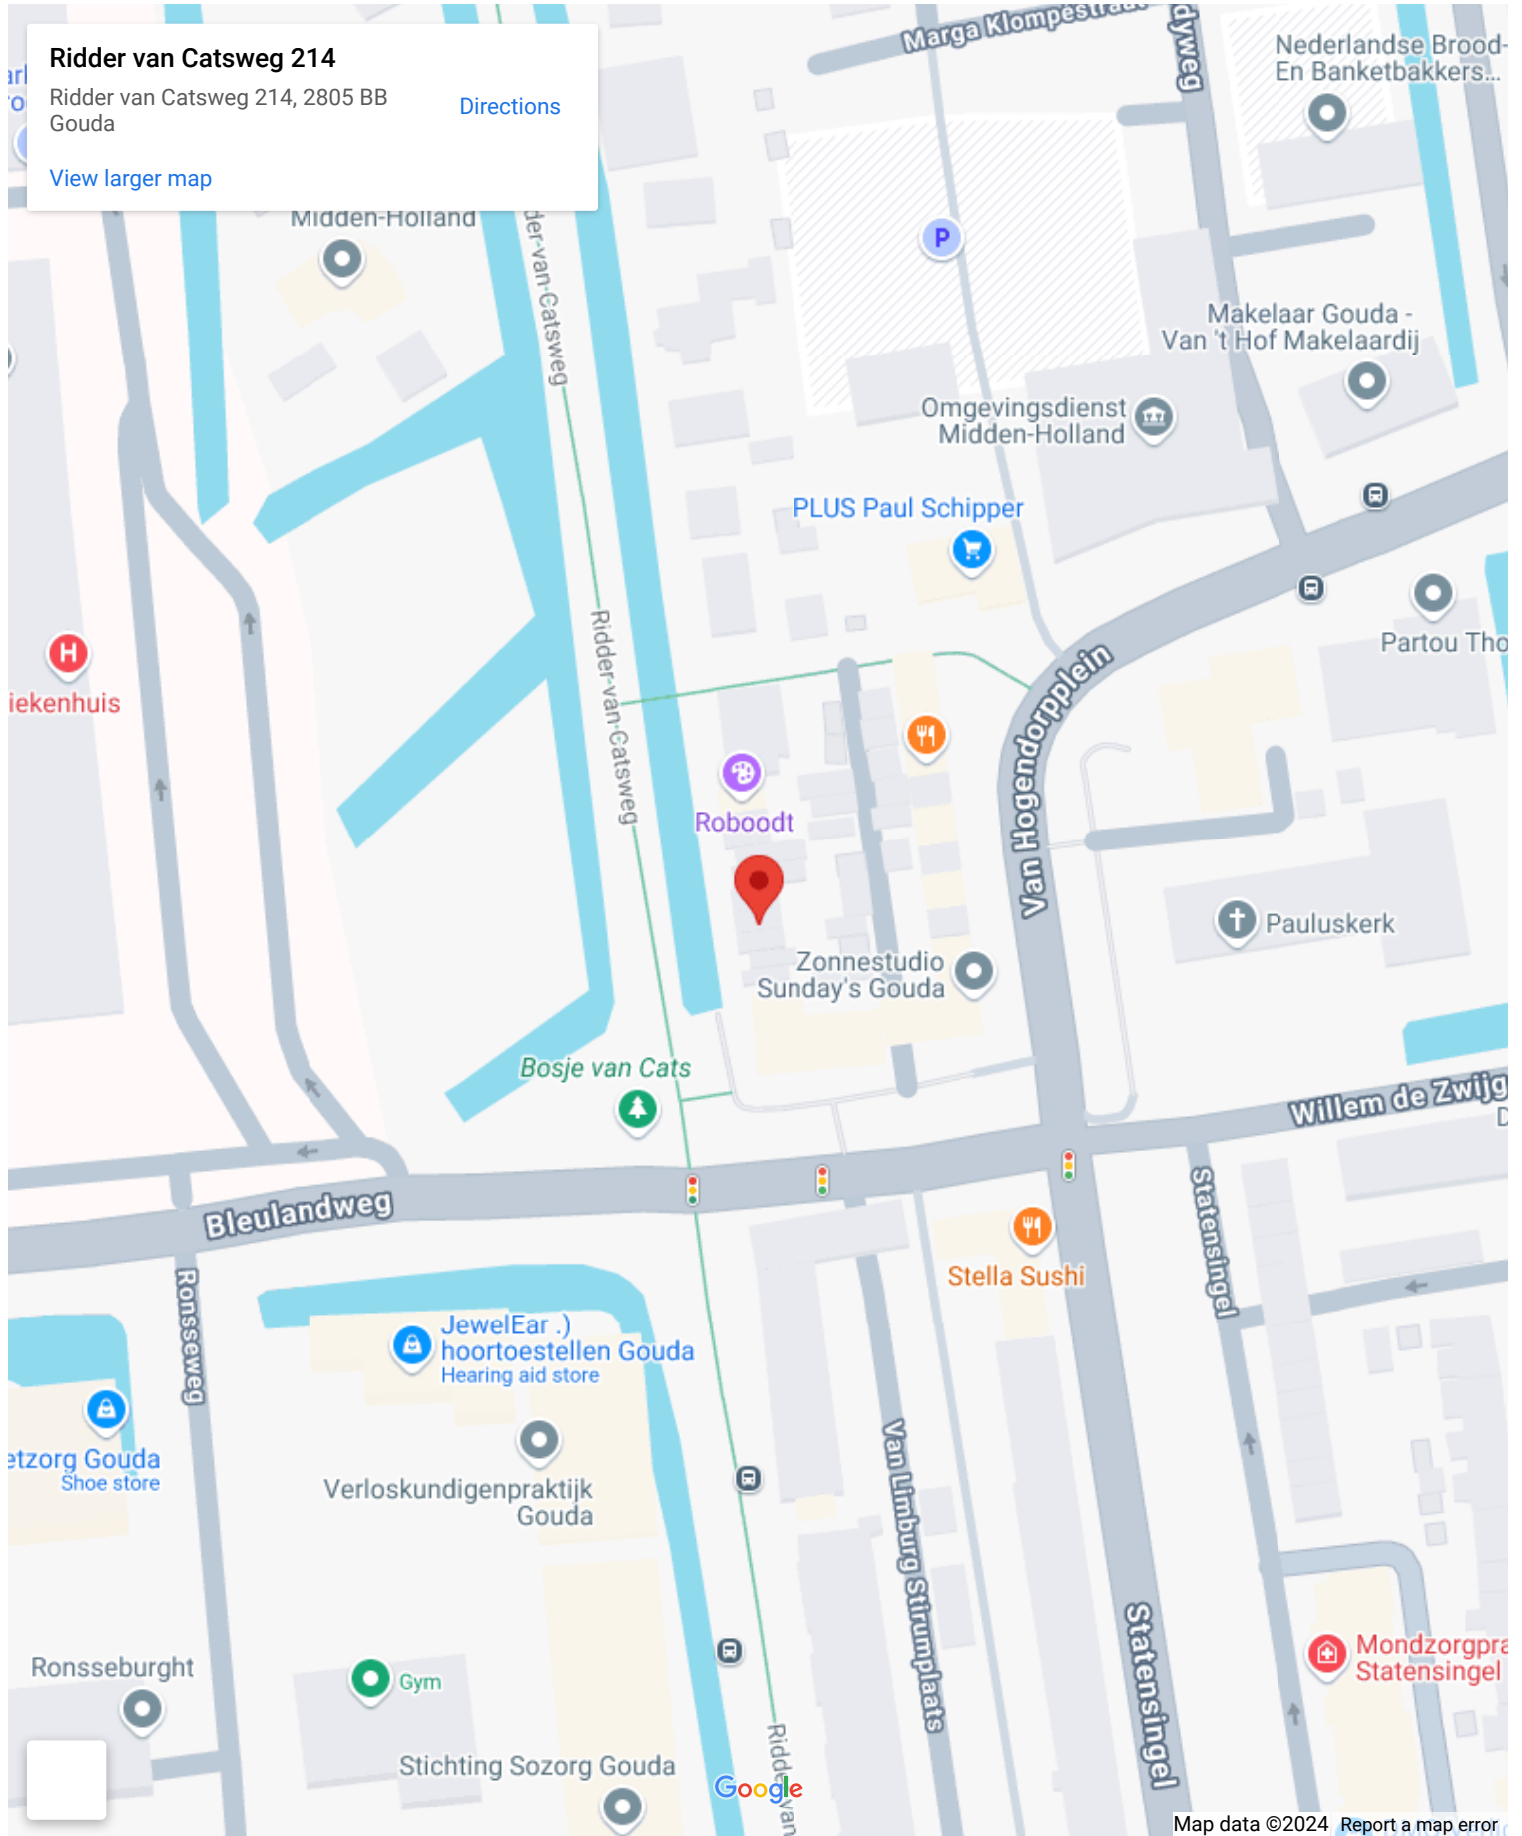 Ridder van Catsweg 214
Ridder van Catsweg 214, 2805 BB
Gouda
Directions
View larger map
Marga Klompéstraat
dyweg
Nederlandse Brood-
En Banketbakkers...
Midden-Holland
der-van-Catsweg
P
Makelaar Gouda -
Van 't Hof Makelaardij
Omgevingsdienst
Midden-Holland
PLUS Paul Schipper
Partou Tho
H
iekenhuis
Ridder-van-Catsweg
Van Hogendorpplein
Roboodt
Pauluskerk
Zonnestudio
Sunday's Gouda
Bosje van Cats
Willem de Zwijg
D
Bleulandweg
Statensingel
Stella Sushi
Ronsseweg
JewelEar .)
hoortoestellen Gouda
Hearing aid store
etzorg Gouda
Shoe store
Verloskundigenpraktijk
Gouda
Van Limburg Stirumplaats
Statensingel
Mondzorgpra
Statensingel
Ronsseburght
Gym
Stichting Sozorg Gouda
Ridder van
Google
Map data ©2024
Report a map error